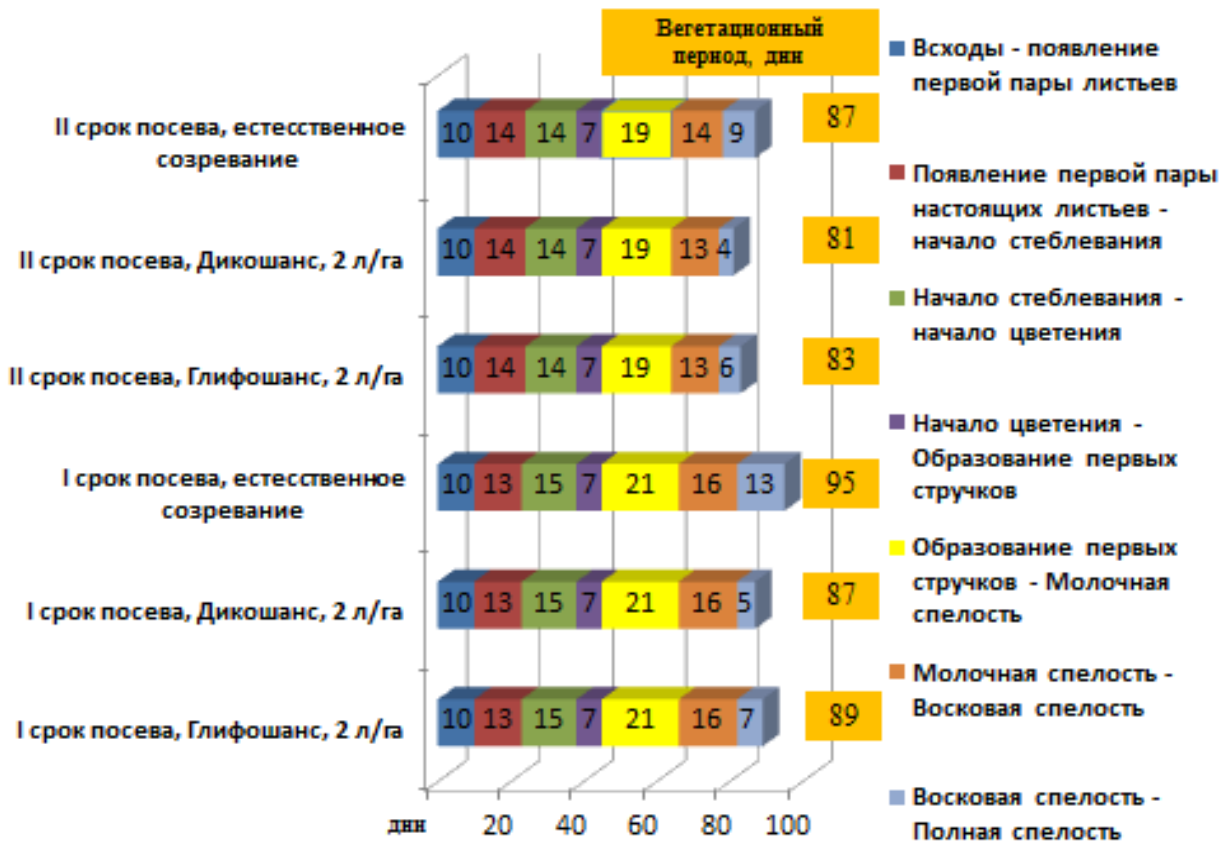 Вегетационный
период, дни
II срок посева, естесственное
созревание
10 14 14 7 19 14 9
87
II срок посева, Дикошанс, 2 л/га
10 14 14 7 19 13 4
81
II срок посева, Глифошанс, 2 л/га
10 14 14 7 19 13 6
83
I срок посева, естесственное
созревание
10 13 15 7 21 16 13
95
I срок посева, Дикошанс, 2 л/га
10 13 15 7 21 16 5
87
I срок посева, Глифошанс, 2 л/га
10 13 15 7 21 16 7
89
дни 20 40 60 80 100
Всходы - появление
первой пары листьев
Появление первой пары
настоящих листьев -
начало стеблевания
Начало стеблевания -
начало цветения
Начало цветения -
Образование первых
стручков
Образование первых
стручков - Молочная
спелость
Молочная спелость -
Восковая спелость
Восковая спелость -
Полная спелость